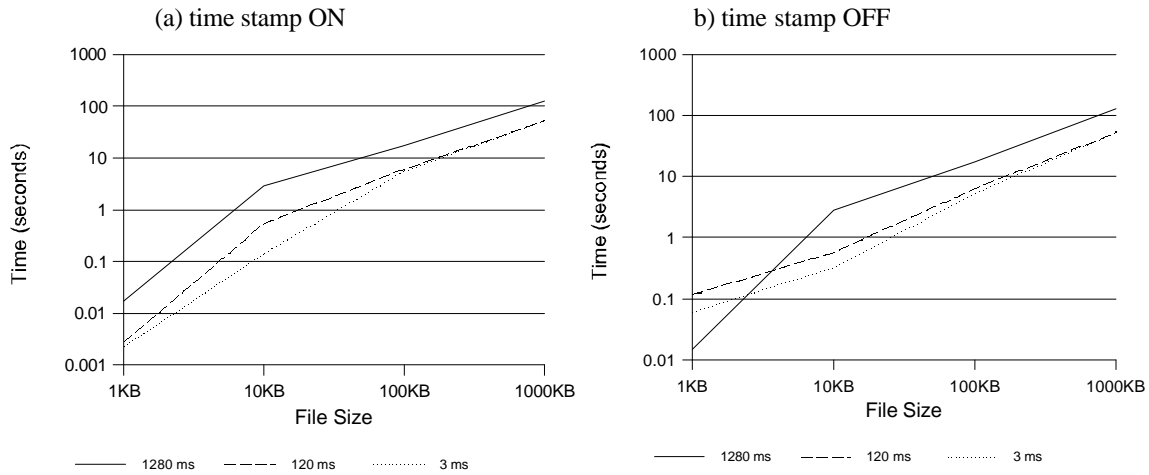 (a) time stamp ON
1000
100
10
1
0.1
0.01
0.001
Time (seconds)
1KB 10KB 100KB 1000KB
File Size
1280 ms 120 ms 3 ms
b) time stamp OFF
1000
100
10
1
0.1
0.01
Time (seconds)
1KB 10KB 100KB 1000KB
File Size
1280 ms 120 ms 3 ms